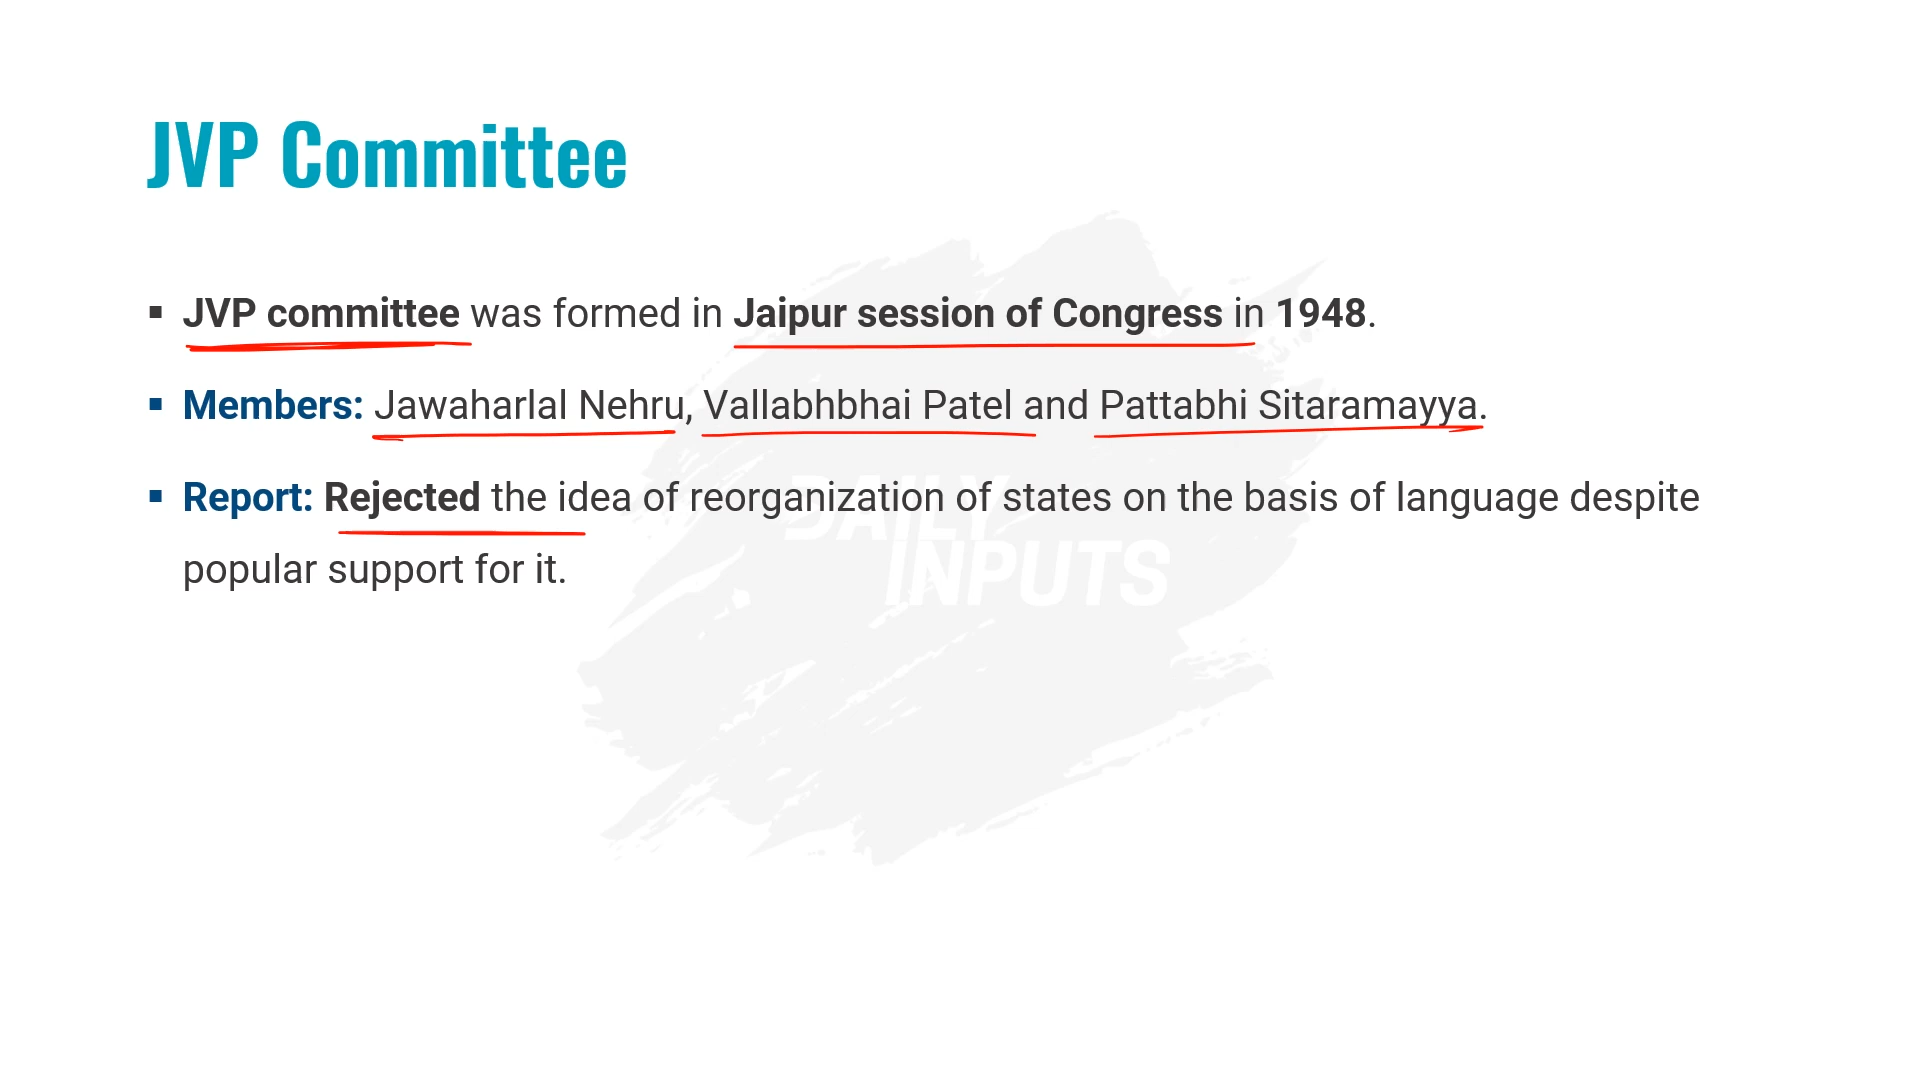 JVP Committee
▪ JVP committee was formed in Jaipur session of Congress in 1948.
▪ Members: Jawaharlal Nehru, Vallabhbhai Patel and Pattabhi Sitaramayya.
▪ Report: Rejected the idea of reorganization of states on the basis of language despite
popular support for it.
DAILY
INPUTS